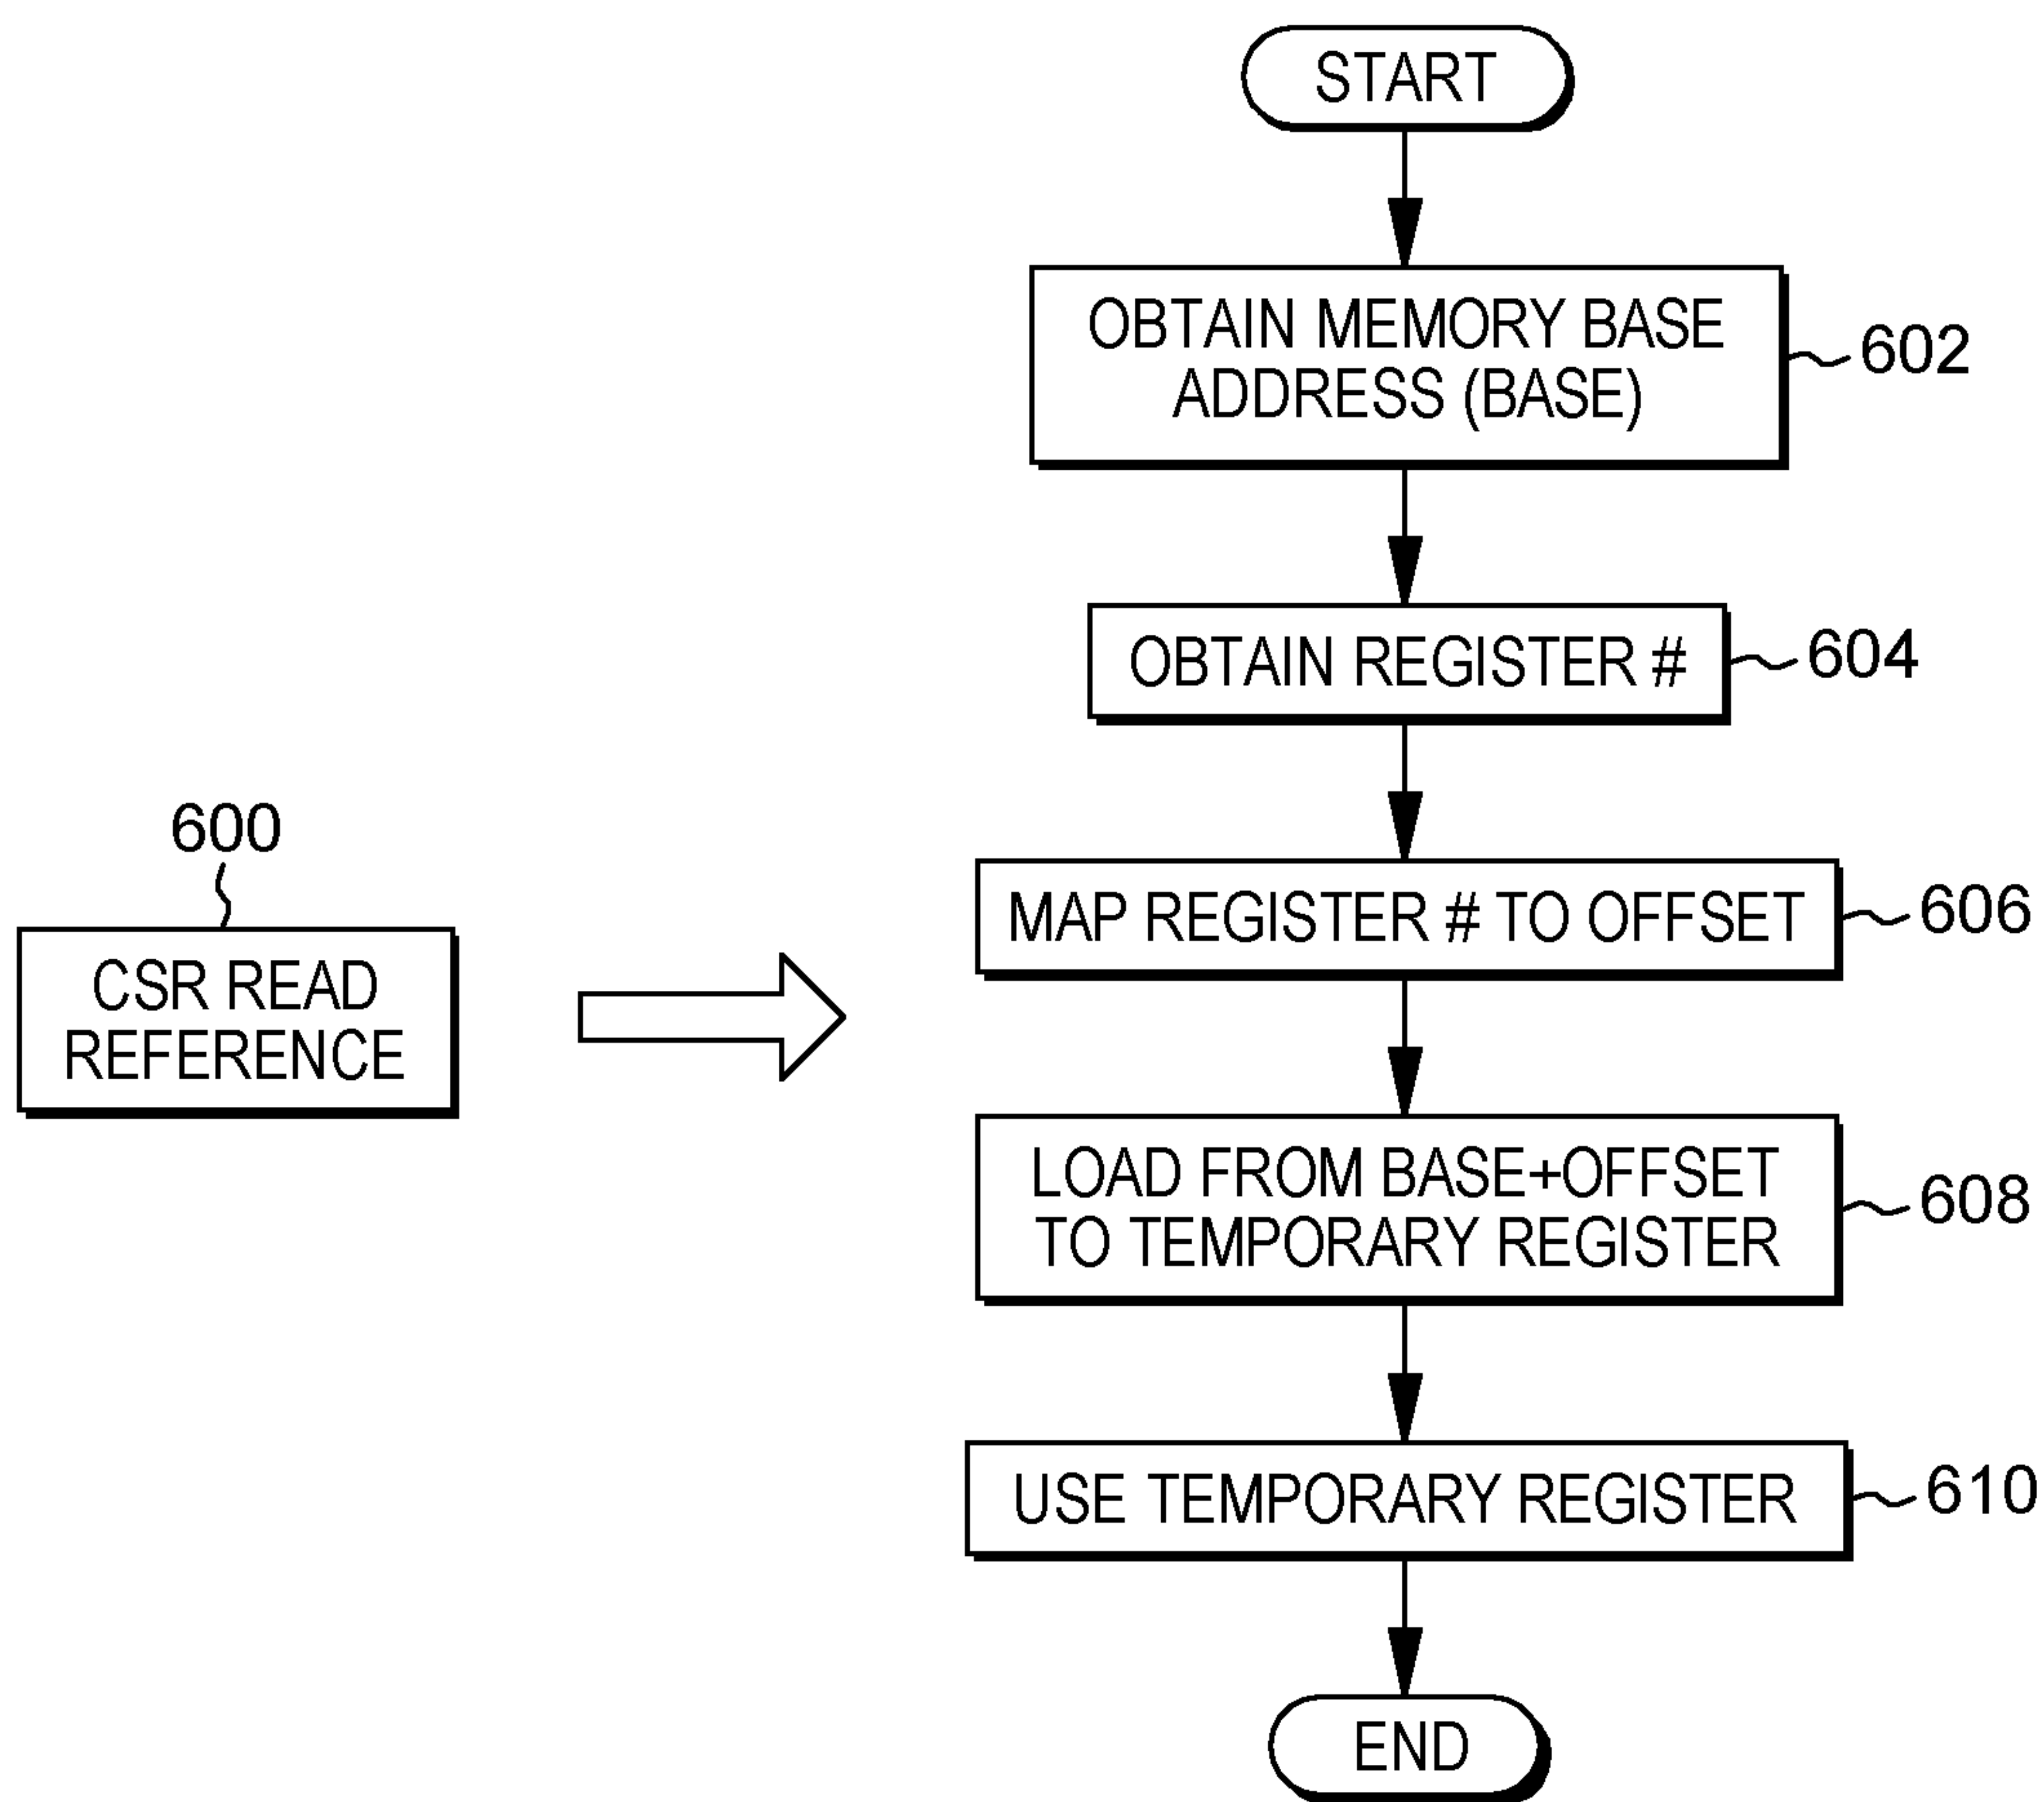 START
OBTAIN MEMORY BASE
ADDRESS (BASE)
602
OBTAIN REGISTER #
604
600
CSR READ
REFERENCE
MAP REGISTER # TO OFFSET
606
LOAD FROM BASE+OFFSET
TO TEMPORARY REGISTER
608
USE TEMPORARY REGISTER
610
END